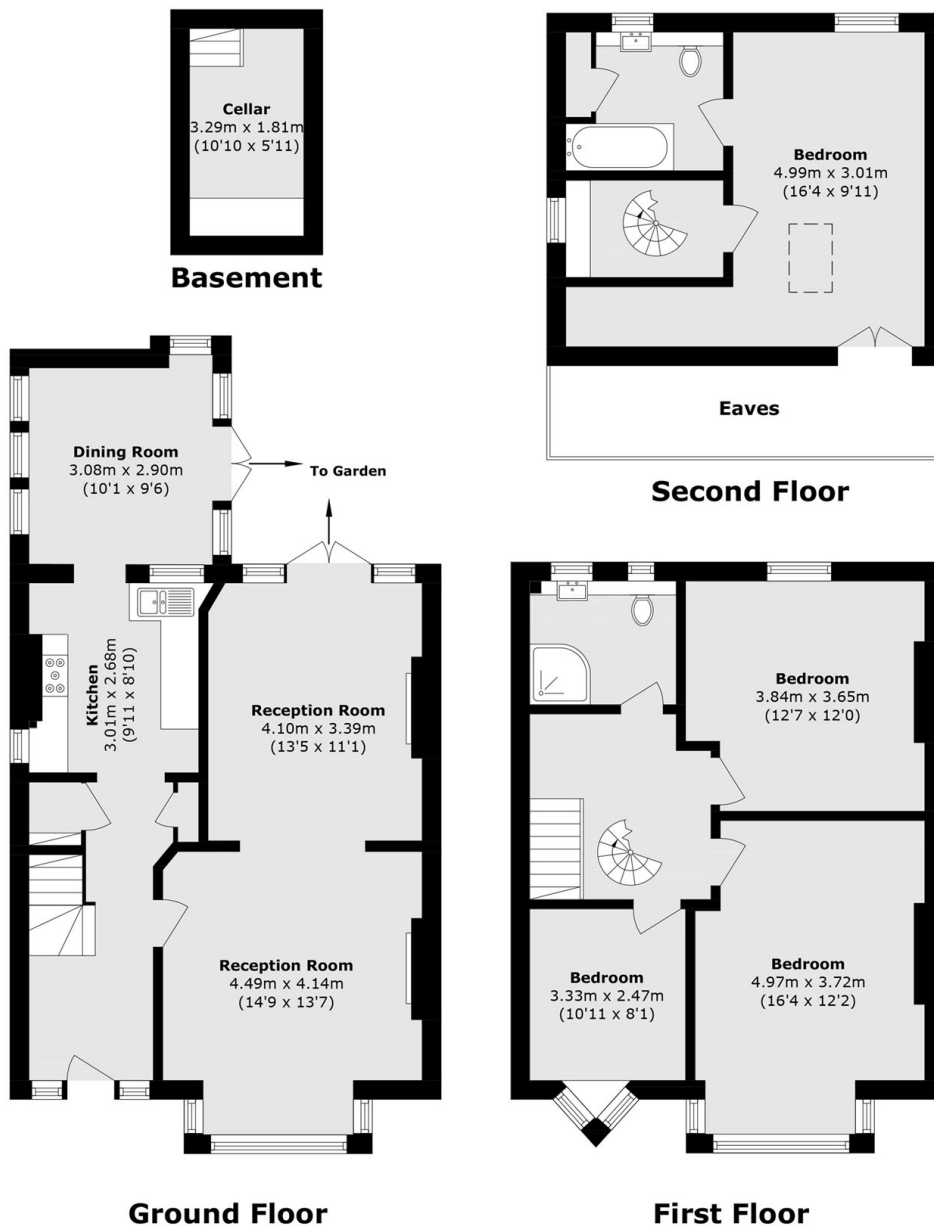 Cellar
3.29m x 1.81m
(10'10 x 5'11)
Basement
Bedroom
4.99m x 3.01m
(16'4 x 9'11)
Eaves
Second Floor
Dining Room
3.08m x 2.90m
(10'1 x 9'6)
To Garden
Kitchen
3.01m x 2.68m
(9'11 x 8'10)
Reception Room
4.10m x 3.39m
(13'5 x 11'1)
Reception Room
4.49m x 4.14m
(14'9 x 13'7)
Ground Floor
Bedroom
3.84m x 3.65m
(12'7 x 12'0)
Bedroom
3.33m x 2.47m
(10'11 x 8'1)
Bedroom
4.97m x 3.72m
(16'4 x 12'2)
First Floor